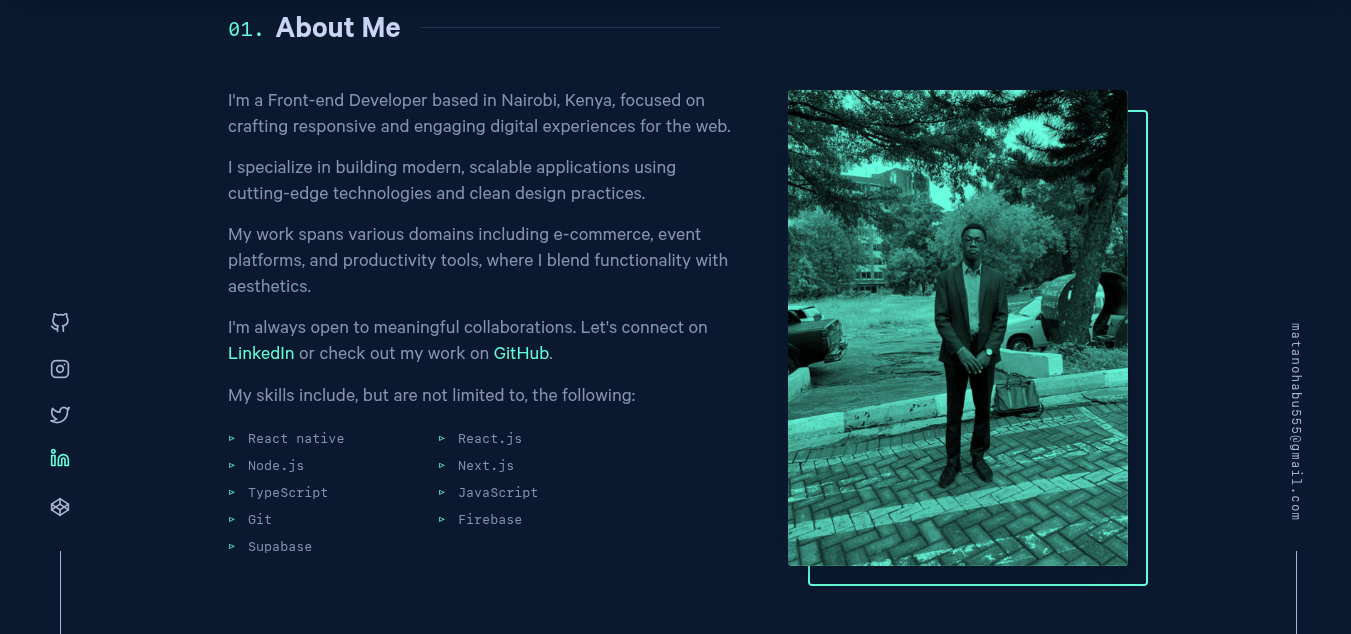 01. About Me
I'm a Front-end Developer based in Nairobi, Kenya, focused on
crafting responsive and engaging digital experiences for the web.
I specialize in building modern, scalable applications using
cutting-edge technologies and clean design practices.
My work spans various domains including e-commerce, event
platforms, and productivity tools, where I blend functionality with
aesthetics.
I'm always open to meaningful collaborations. Let's connect on
LinkedIn or check out my work on GitHub.
My skills include, but are not limited to, the following:
React native
React.js
Node.js
Next.js
TypeScript
JavaScript
Git
Firebase
Supabase
matanohabu555@gmail.com